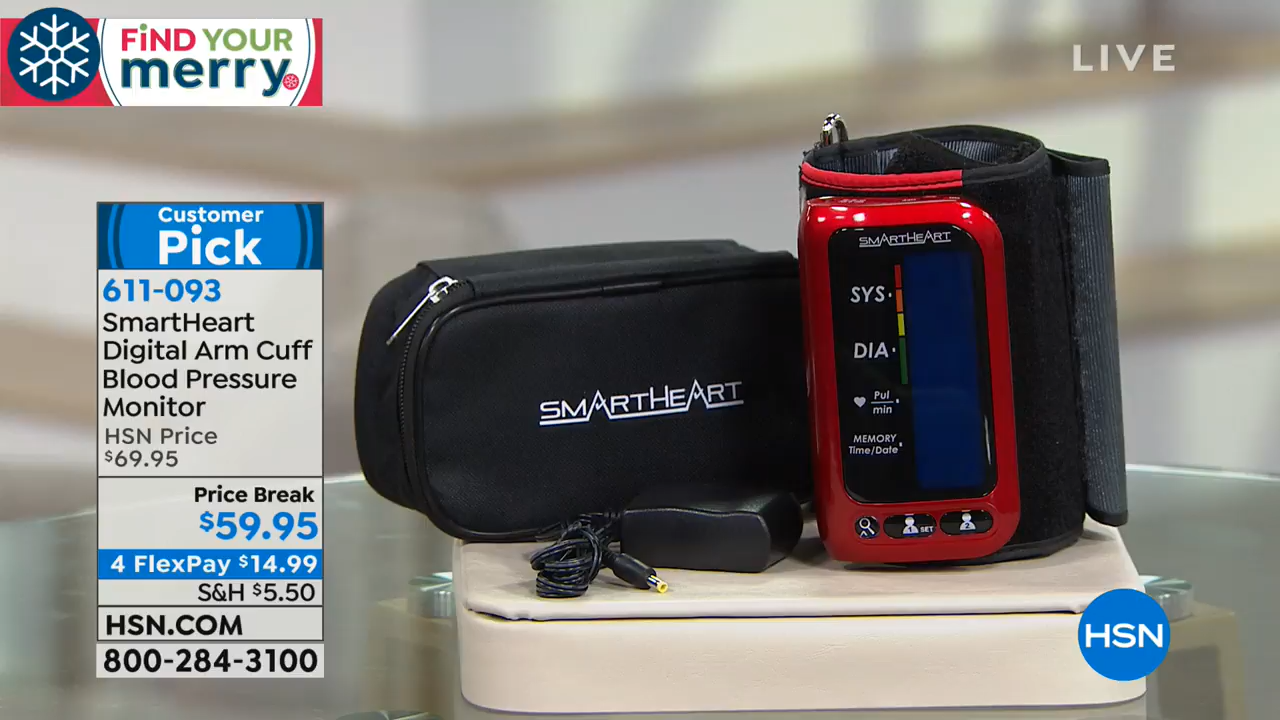 FiND YOUR
merry.
LIVE
Customer
Pick
611-093
SmartHeart
Digital Arm Cuff
Blood Pressure
Monitor
HSN Price
$69.95
Price Break
$59.95
4 FlexPay $14.99
S&H $5.50
HSN.COM
800-284-3100
SMARTHEART
SMARTHEART
SYS
DIA
Pul
min
MEMORY
Time/Date
1 SET
2
HSN